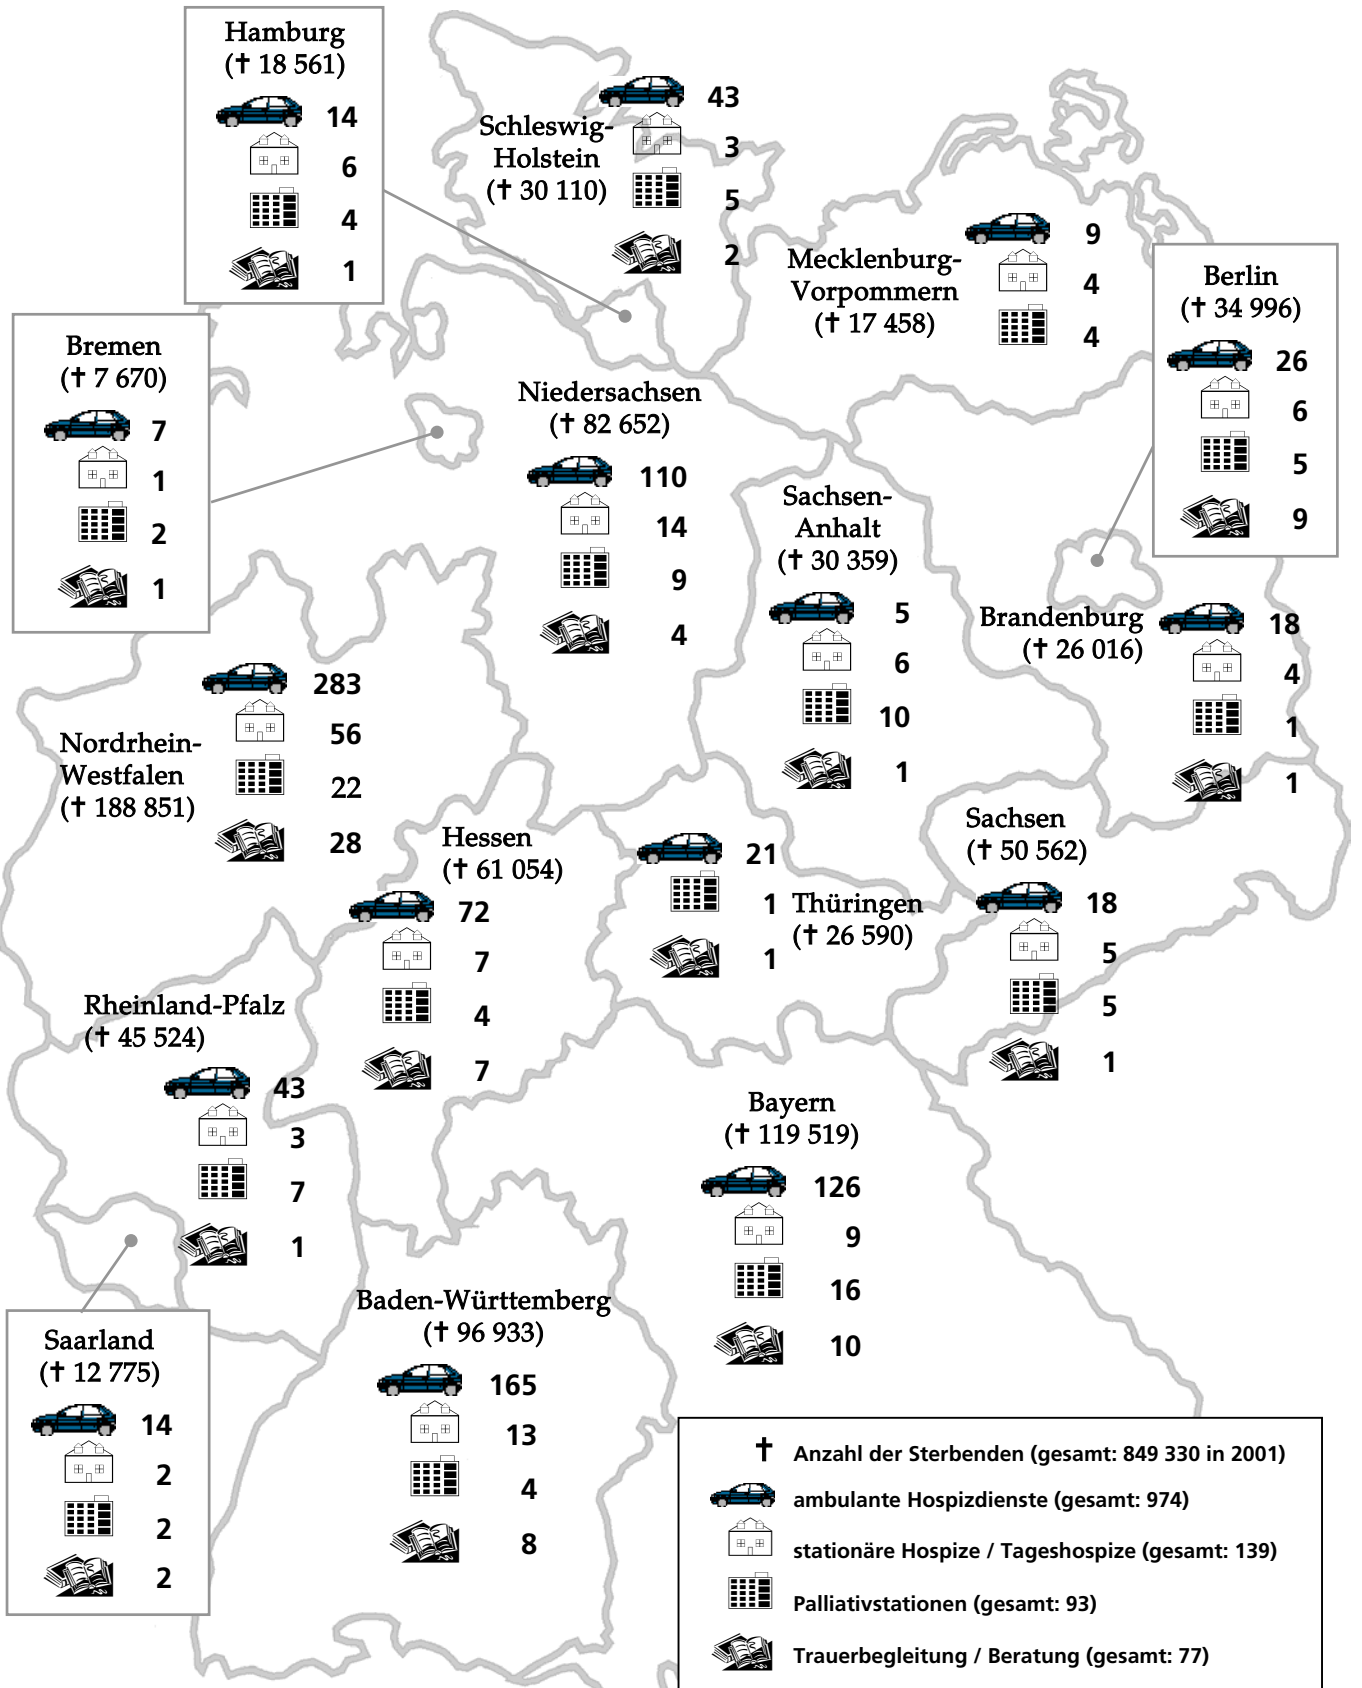 Hamburg
(✝ 18 561)
14
6
4
1
Schleswig-
Holstein
(✝ 30 110)
43
3
5
2
Mecklenburg-
Vorpommern
(✝ 17 458)
9
4
4
Berlin
(✝ 34 996)
26
6
5
9
Bremen
(✝ 7 670)
7
1
2
1
Niedersachsen
(✝ 82 652)
110
14
9
4
Sachsen-
Anhalt
(✝ 30 359)
5
6
10
1
Brandenburg
(✝ 26 016)
18
4
1
1
Nordrhein-
Westfalen
(✝ 188 851)
283
56
22
28
Hessen
(✝ 61 054)
72
7
4
7
21
1
1
Thüringen
(✝ 26 590)
Sachsen
(✝ 50 562)
18
5
5
1
Rheinland-Pfalz
(✝ 45 524)
43
3
7
1
Bayern
(✝ 119 519)
126
9
16
10
Saarland
(✝ 12 775)
14
2
2
2
Baden-Württemberg
(✝ 96 933)
165
13
4
8
✝ Anzahl der Sterbenden (gesamt: 849 330 in 2001)
ambulante Hospizdienste (gesamt: 974)
stationäre Hospize / Tageshospize (gesamt: 139)
Palliativstationen (gesamt: 93)
Trauerbegleitung / Beratung (gesamt: 77)